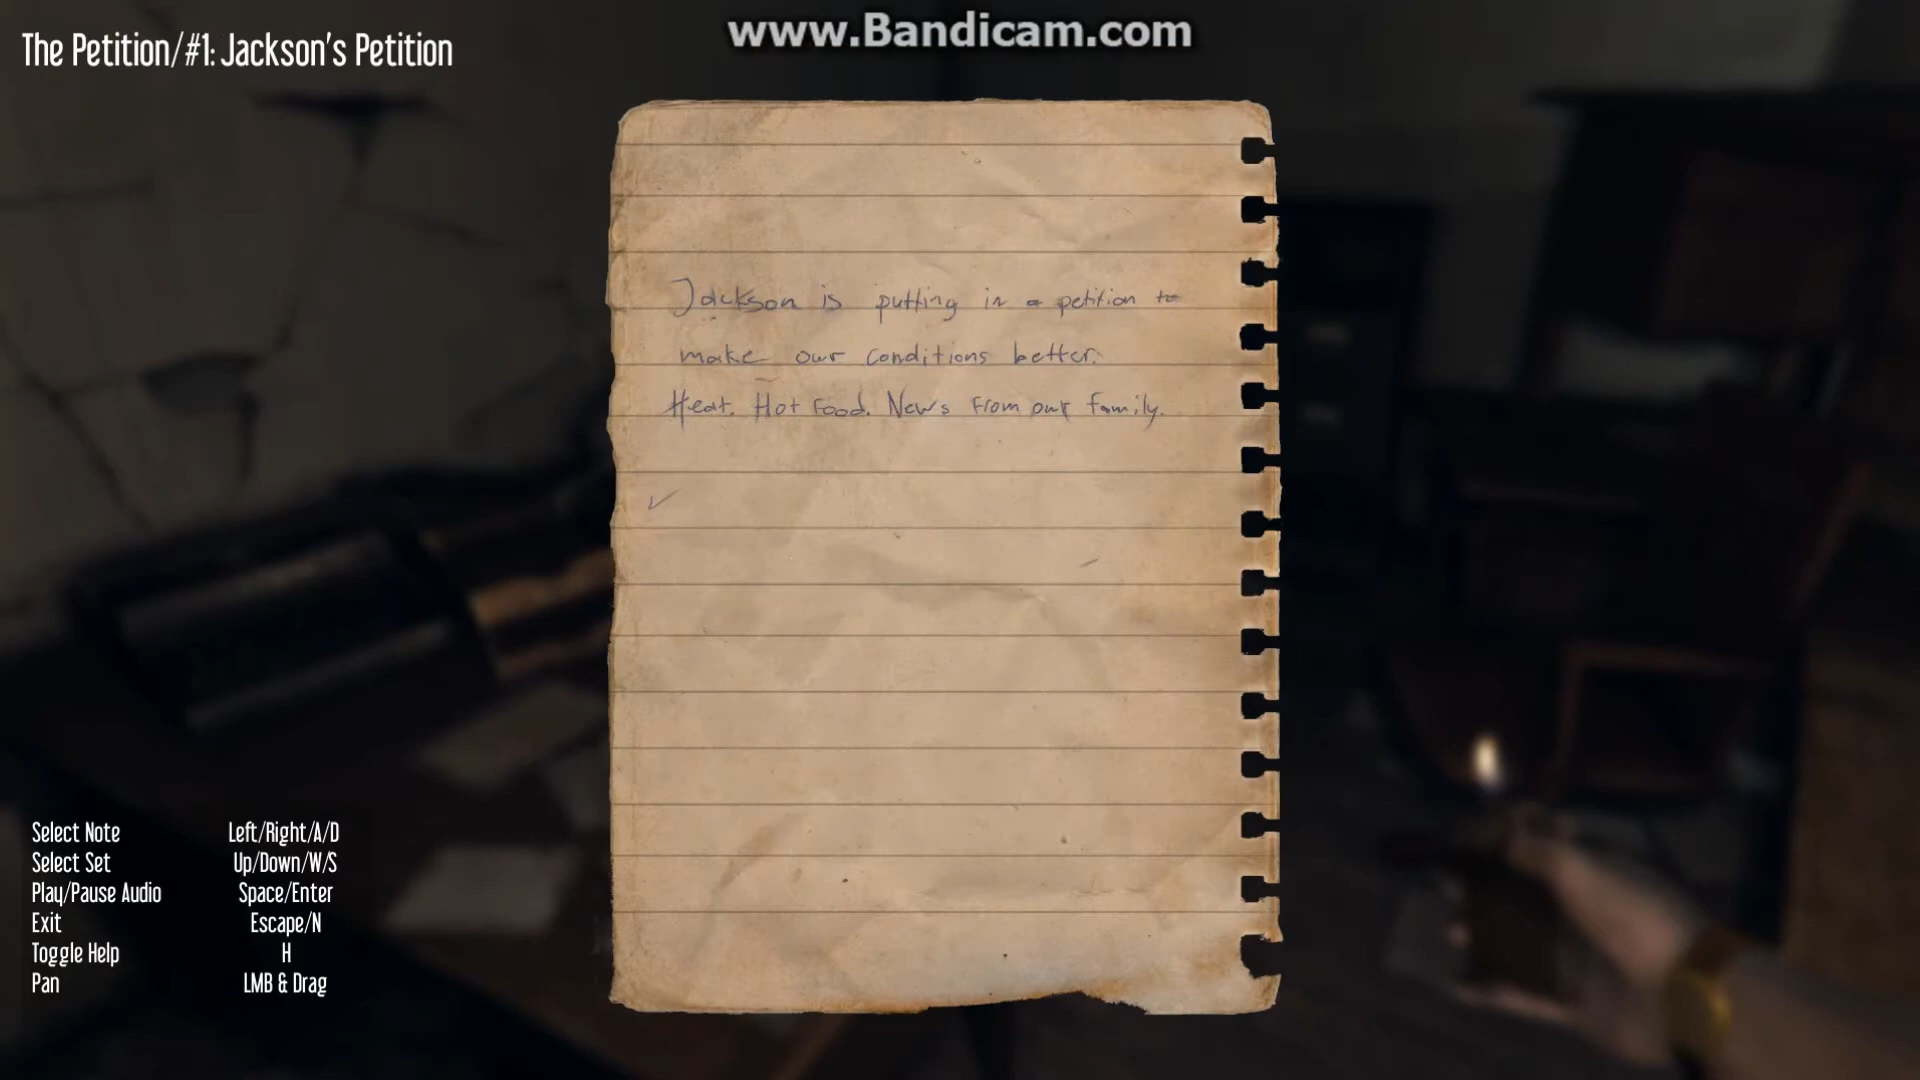 www.Bandicam.com
The Petition/#1: Jackson's Petition
Jackson is putting in a petition to
make our conditions better.
Heat. Hot Food. News From our family.
Select Note Left/Right/A/D
Select Set Up/Down/W/S
Play/Pause Audio Space/Enter
Exit Escape/N
Toggle Help H
Pan LMB & Drag